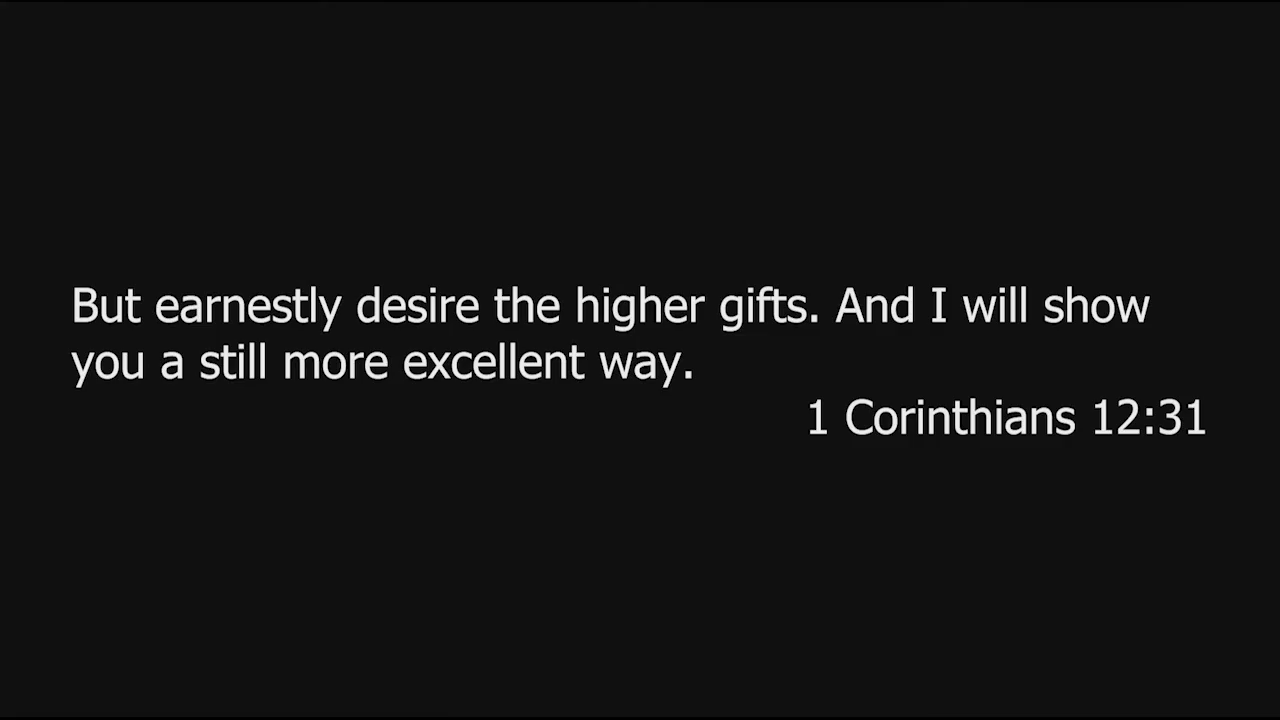 But earnestly desire the higher gifts. And I will show
you a still more excellent way.
1 Corinthians 12:31